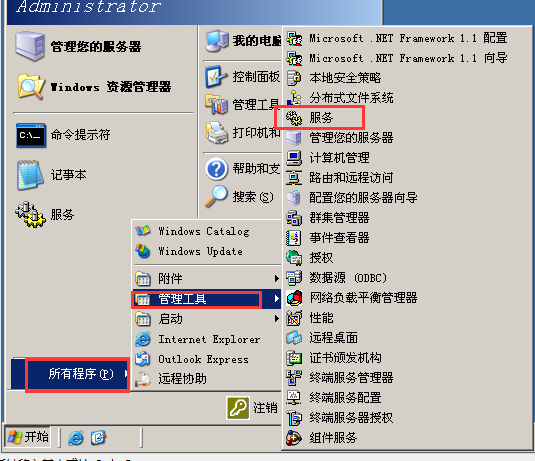 Administrator
管理您的服务器
Windows 资源管理器
命令提示符
记事本
服务
我的电脑
控制面板
管理工具
打印机和
帮助和支
搜索(S)
Windows Catalog
Windows Update
附件
管理工具
启动
Internet Explorer
Outlook Express
远程协助
所有程序(P)
注销
开始
Microsoft .NET Framework 1.1 配置
Microsoft .NET Framework 1.1 向导
本地安全策略
分布式文件系统
服务
管理您的服务器
计算机管理
路由和远程访问
配置您的服务器向导
群集管理器
事件查看器
授权
数据源 (ODBC)
网络负载平衡管理器
性能
远程桌面
证书颁发机构
终端服务管理器
终端服务配置
终端服务器授权
组件服务